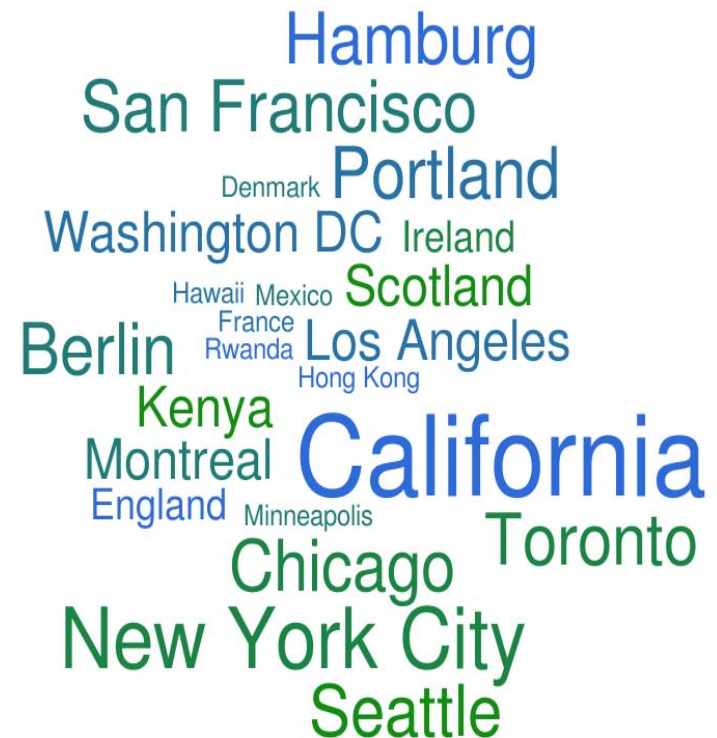 Hamburg
San Francisco
Denmark Portland
Washington DC Ireland
Hawaii Mexico Scotland
France
Berlin Rwanda Los Angeles
Hong Kong
Kenya
Montreal California
England Minneapolis
Toronto
Chicago
New York City
Seattle